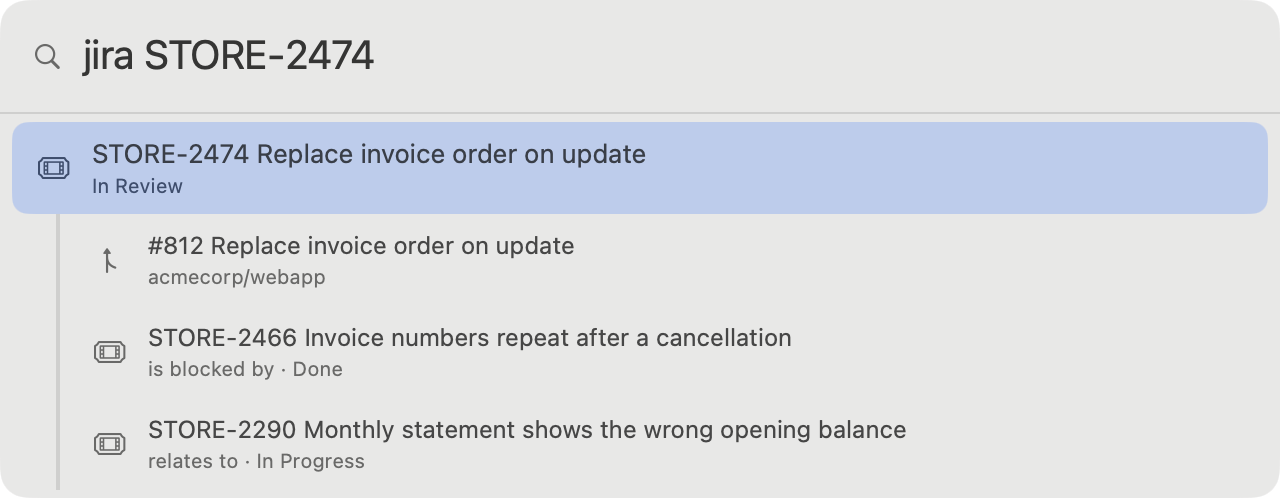 jira STORE-2474
STORE-2474 Replace invoice order on update
In Review
#812 Replace invoice order on update
acmecorp/webapp
STORE-2466 Invoice numbers repeat after a cancellation
is blocked by · Done
STORE-2290 Monthly statement shows the wrong opening balance
relates to · In Progress